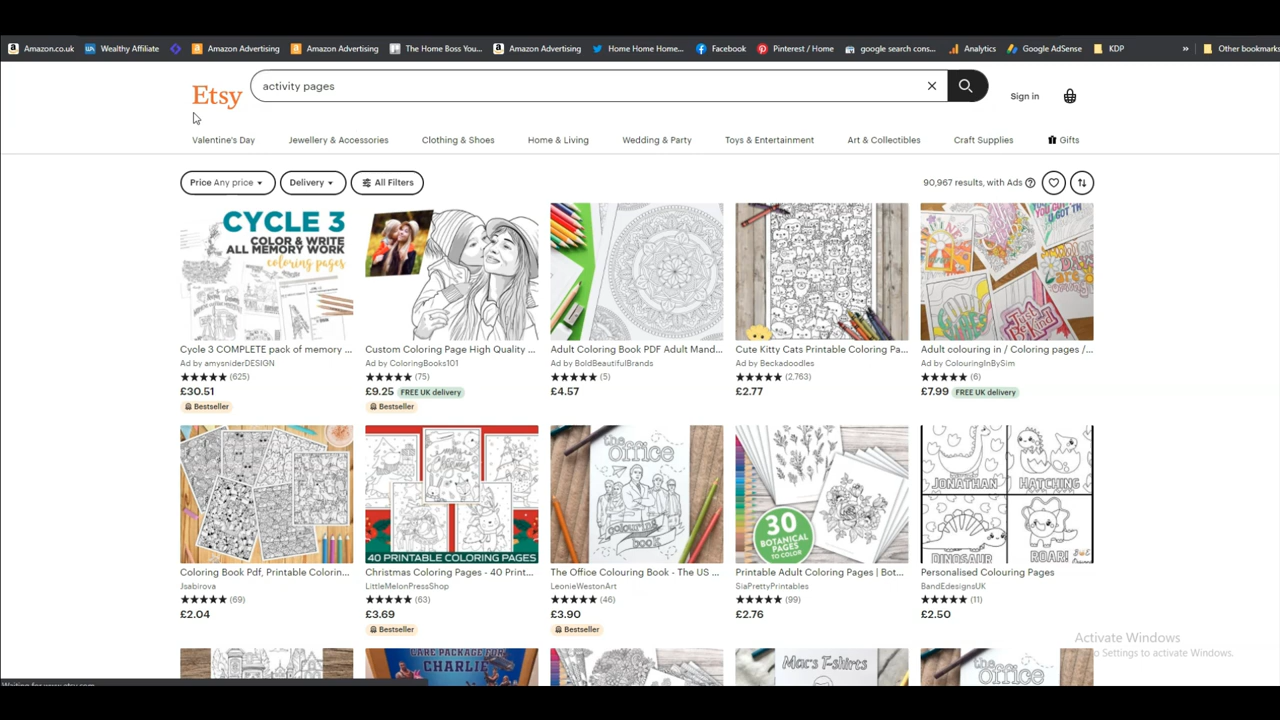 Amazon.co.uk Wealthy Affiliate Amazon Advertising Amazon Advertising The Home Boss You... Amazon Advertising Home Home Home... Facebook Pinterest / Home google search cons... Analytics Google AdSense KDP » Other bookmarks
Etsy activity pages Sign in
Valentine's Day Jewellery & Accessories Clothing & Shoes Home & Living Wedding & Party Toys & Entertainment Art & Collectibles Craft Supplies Gifts
Price Any price Delivery All Filters 90,967 results, with Ads
CYCLE 3
COLOR & WRITE
ALL MEMORY WORK
coloring pages
Cycle 3 COMPLETE pack of memory ... Custom Coloring Page High Quality ... Adult Coloring Book PDF Adult Mand... Cute Kitty Cats Printable Coloring Pa... Adult colouring in / Coloring pages /...
Ad by amysniderDESIGN Ad by ColoringBooks101 Ad by BoldBeautifulBrands Ad by Beckadoodles Ad by ColouringInBySim
★★★★★ (625) ★★★★★ (75) ★★★★★ (5) ★★★★★ (2,763) ★★★★★ (6)
£30.51 £9.25 FREE UK delivery £4.57 £2.77 £7.99 FREE UK delivery
Bestseller Bestseller
40 PRINTABLE COLORING PAGES
the office
colouring
book
30
BOTANICAL
PAGES
TO COLOR
JONATHAN HATCHING
DINOSAUR ROAR!
Coloring Book Pdf, Printable Colorin... Christmas Coloring Pages - 40 Print... The Office Colouring Book - The US ... Printable Adult Coloring Pages | Bot... Personalised Colouring Pages
Jaabirova LittleMelonPressShop LeonieWestonArt SiaPrettyPrintables BandEdesignsUK
★★★★★ (69) ★★★★★ (63) ★★★★★ (46) ★★★★★ (99) ★★★★★ (11)
£2.04 £3.69 £3.90 £2.76 £2.50
Bestseller Bestseller
Activate Windows
to Settings to activate Windows.
CARE PACKAGE FOR
CHARLIE
Mac's T-shirts
the office